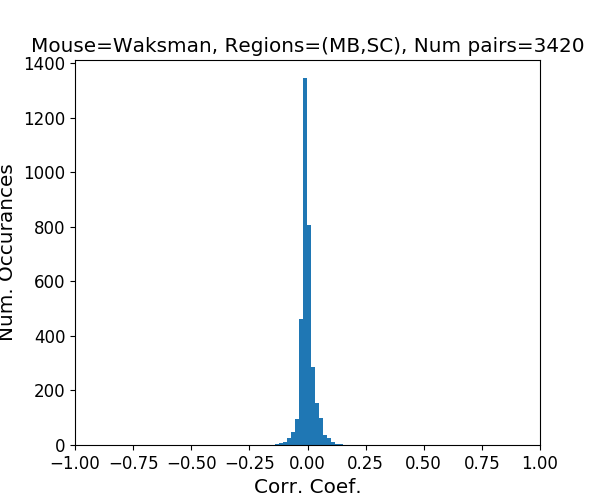 Mouse=Waksman, Regions=(MB,SC), Num pairs=3420
1400
1200
1000
800
600
400
200
0
Num. Occurances
−1.00 −0.75 −0.50 −0.25 0.00 0.25 0.50 0.75 1.00
Corr. Coef.